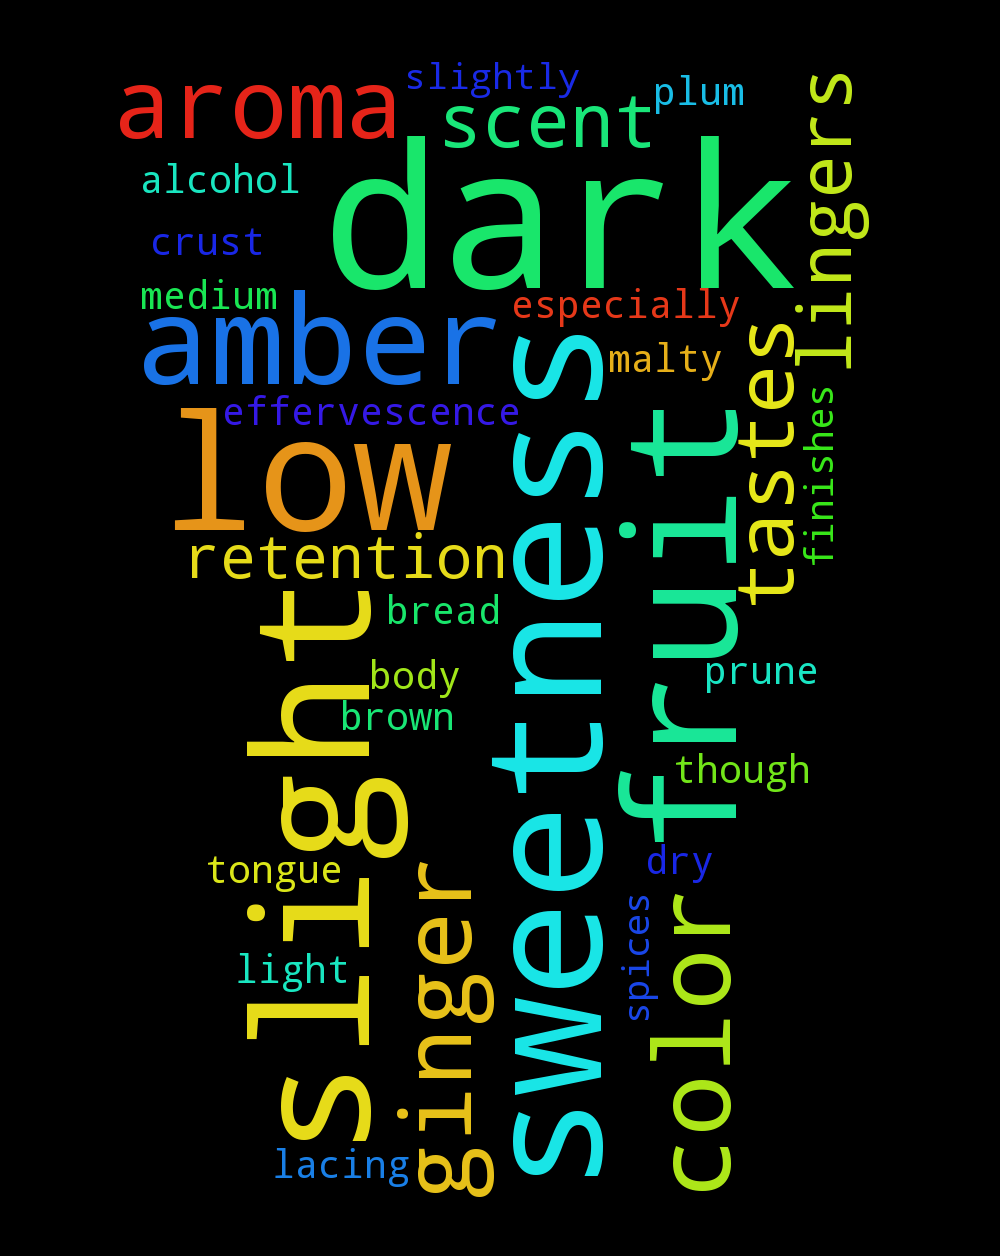 slightly
plum
aroma
scent
lingers
alcohol
dark
crust
medium
especially
amber
malty
tastes
effervescence
sweetness
finishes
low
fruit
retention
bread
slight
body
prune
brown
though
dry
tongue
ginger
spices
color
light
lacing